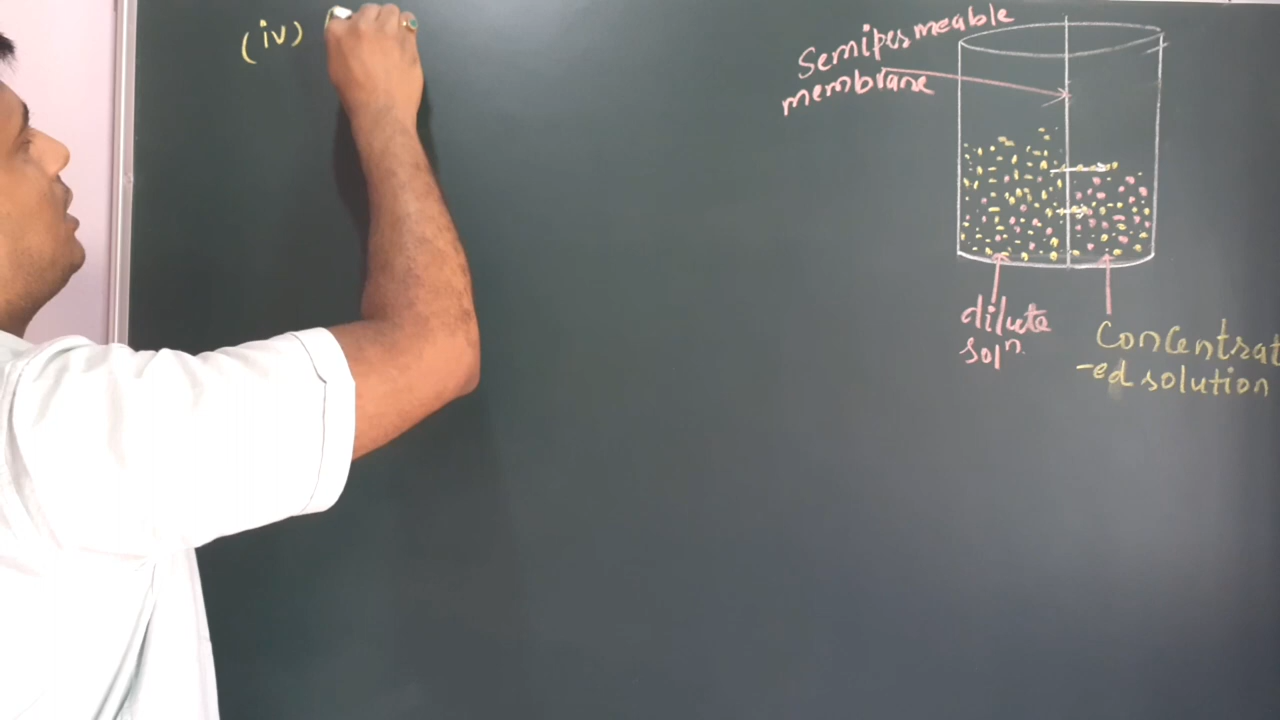 (iv)
Semipermeable
membrane
dilute
solⁿ.
Concentrat
-ed solution